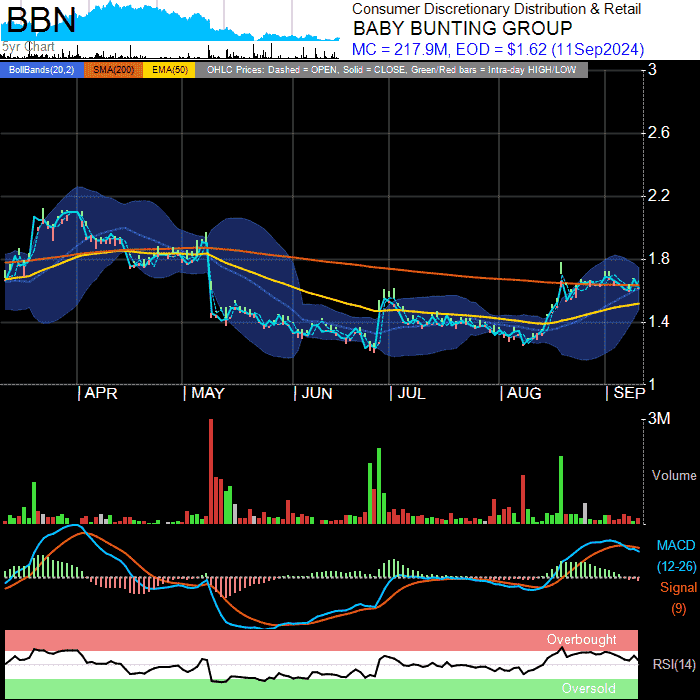 BBN
Consumer Discretionary Distribution & Retail
BABY BUNTING GROUP
MC = 217.9M, EOD = $1.62 (11Sep2024)
5yr Chart
BollBands(20,2) SMA(200) EMA(50) OHLC Prices: Dashed = OPEN, Solid = CLOSE, Green/Red bars = Intra-day HIGH/LOW
3
2.6
2.2
1.8
1.4
1
APR MAY JUN JUL AUG SEP
3M
Volume
MACD
(12-26)
Signal
(9)
Overbought
RSI(14)
Oversold